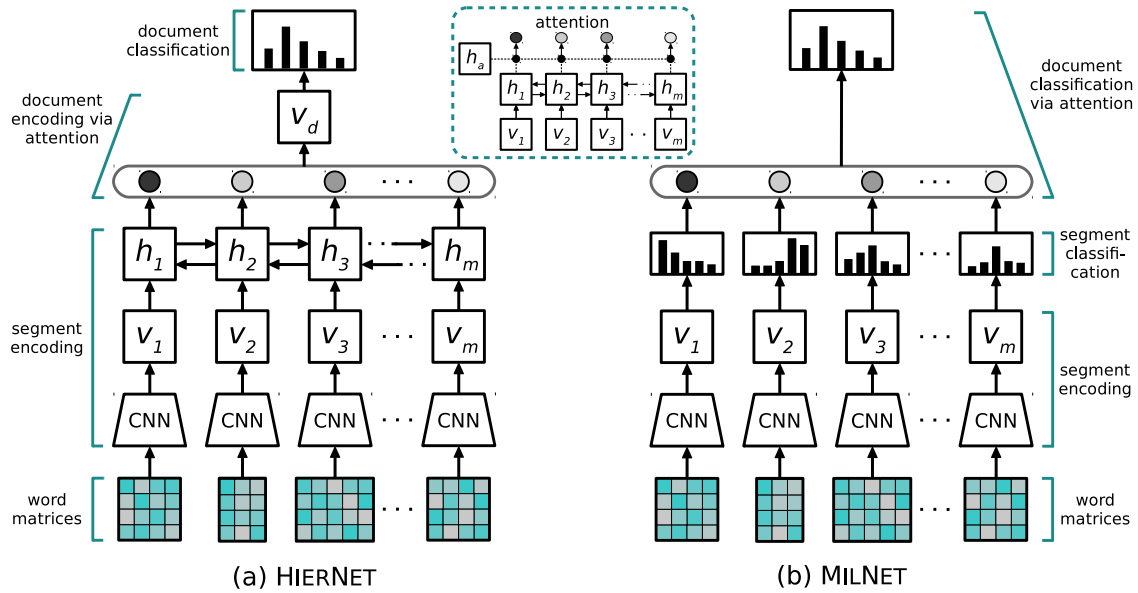 document
classification
document
encoding via
attention
v_d
attention
h_a
h_1 h_2 h_3 h_m
v_1 v_2 v_3 · · v_m
document
classification
via attention
· · ·
· · ·
h_1 h_2 h_3 · · · h_m
segment
classifi-
cation
· · ·
segment
encoding
v_1 v_2 v_3 · · · v_m
v_1 v_2 v_3 · · · v_m
segment
encoding
CNN CNN CNN · · · CNN
CNN CNN CNN · · · CNN
word
matrices
· · ·
· · ·
word
matrices
(a) HIERNET
(b) MILNET